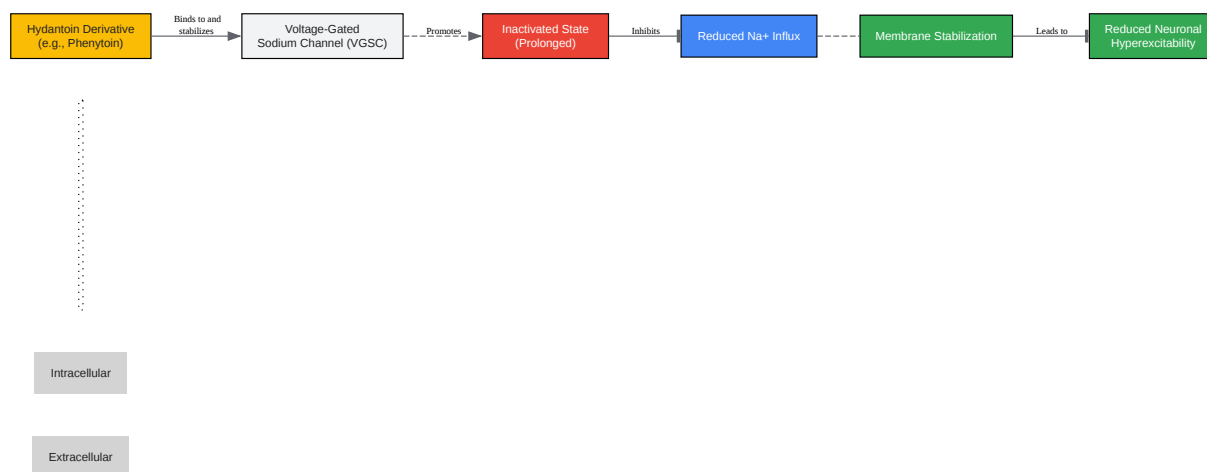 Hydantoin Derivative
(e.g., Phenytoin)
Binds to and
stabilizes
Voltage-Gated
Sodium Channel (VGSC)
Promotes
Inactivated State
(Prolonged)
Inhibits
Reduced Na+ Influx
Membrane Stabilization
Leads to
Reduced Neuronal
Hyperexcitability
Intracellular
Extracellular